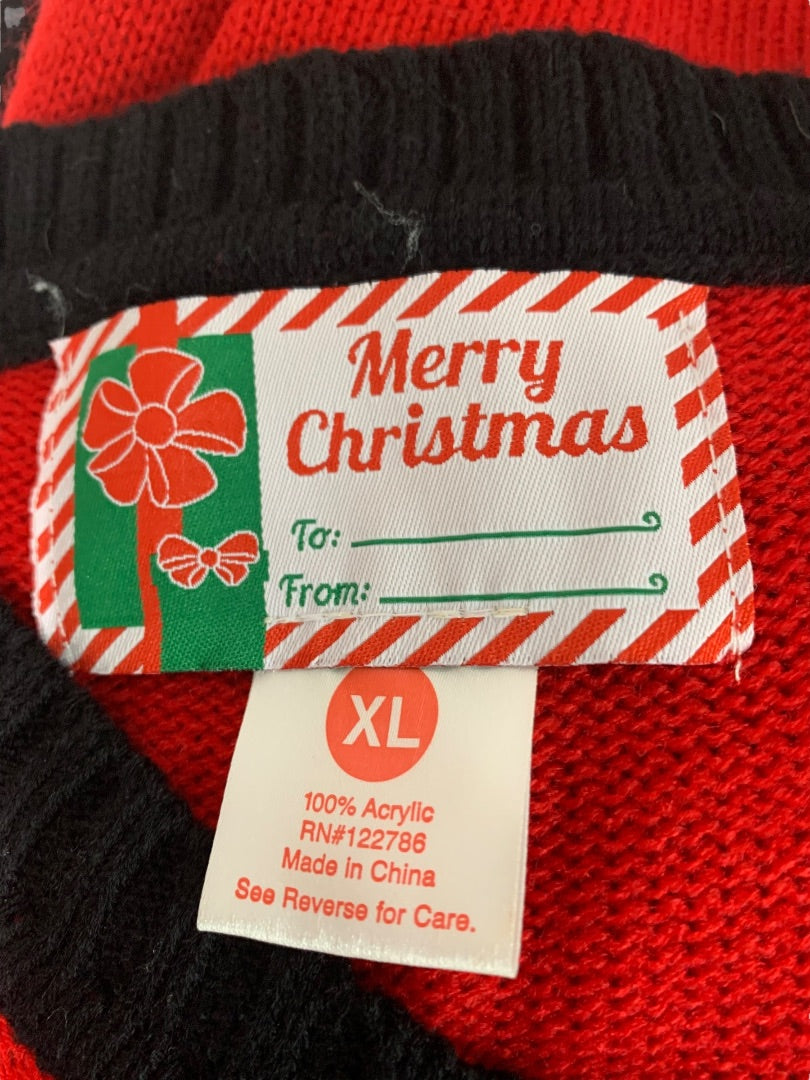 Merry
Christmas
To:
From:
XL
100% Acrylic
RN#122786
Made in China
See Reverse for Care.